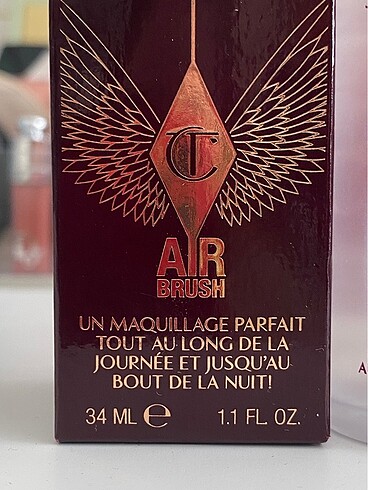 CT
AIR
BRUSH
UN MAQUILLAGE PARFAIT
TOUT AU LONG DE LA
JOURNÉE ET JUSQU'AU
BOUT DE LA NUIT!
34 ML ℮ 1.1 FL. OZ.
A